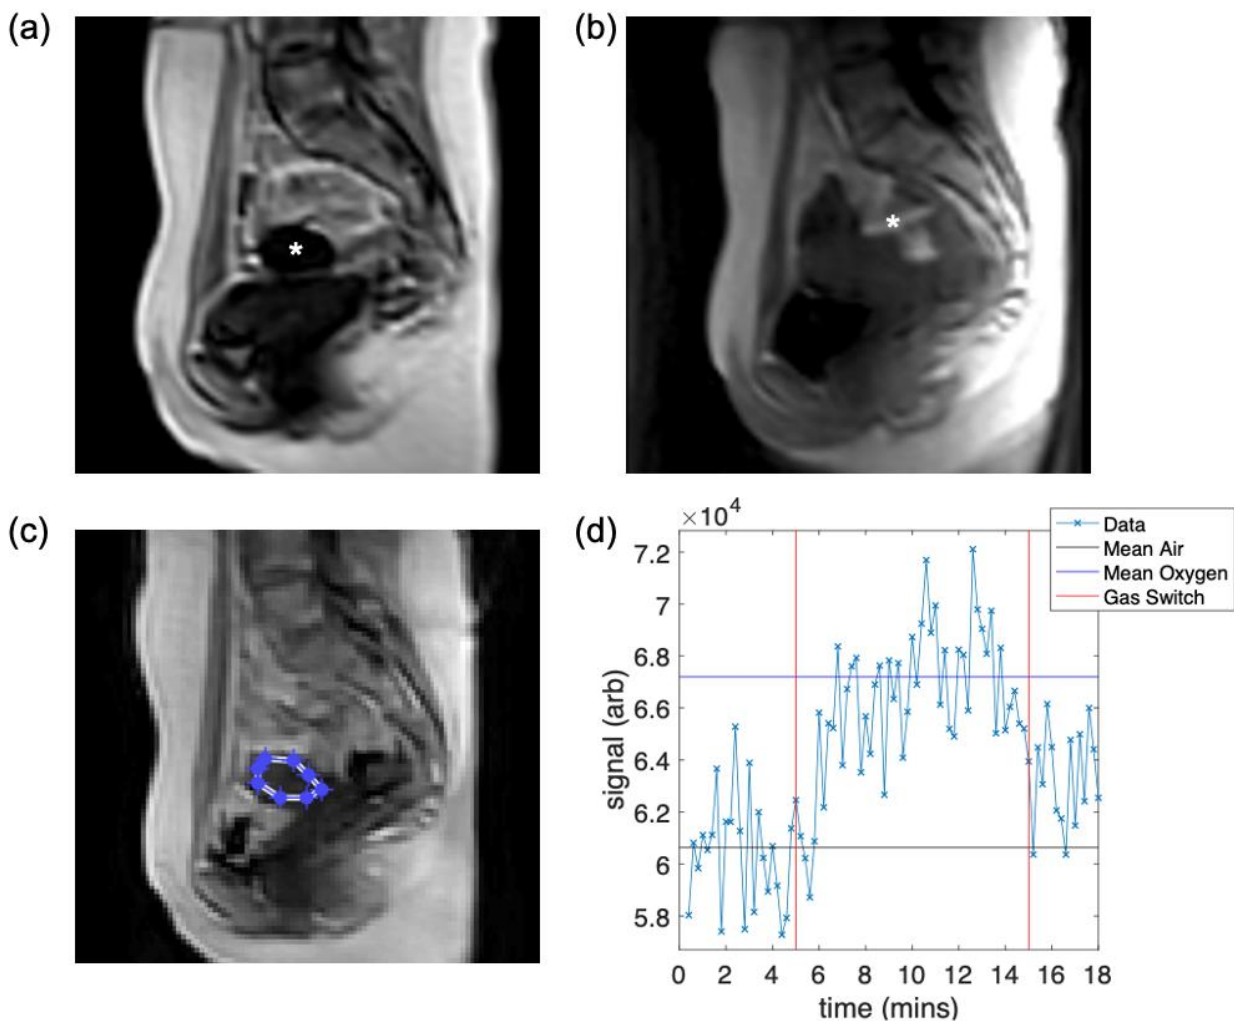 (a)
(b)
*
*
(c)
(d)
×10⁴
Data
Mean Air
Mean Oxygen
Gas Switch
7.2
7
6.8
6.6
6.4
6.2
6
5.8
signal (arb)
0 2 4 6 8 10 12 14 16 18
time (mins)